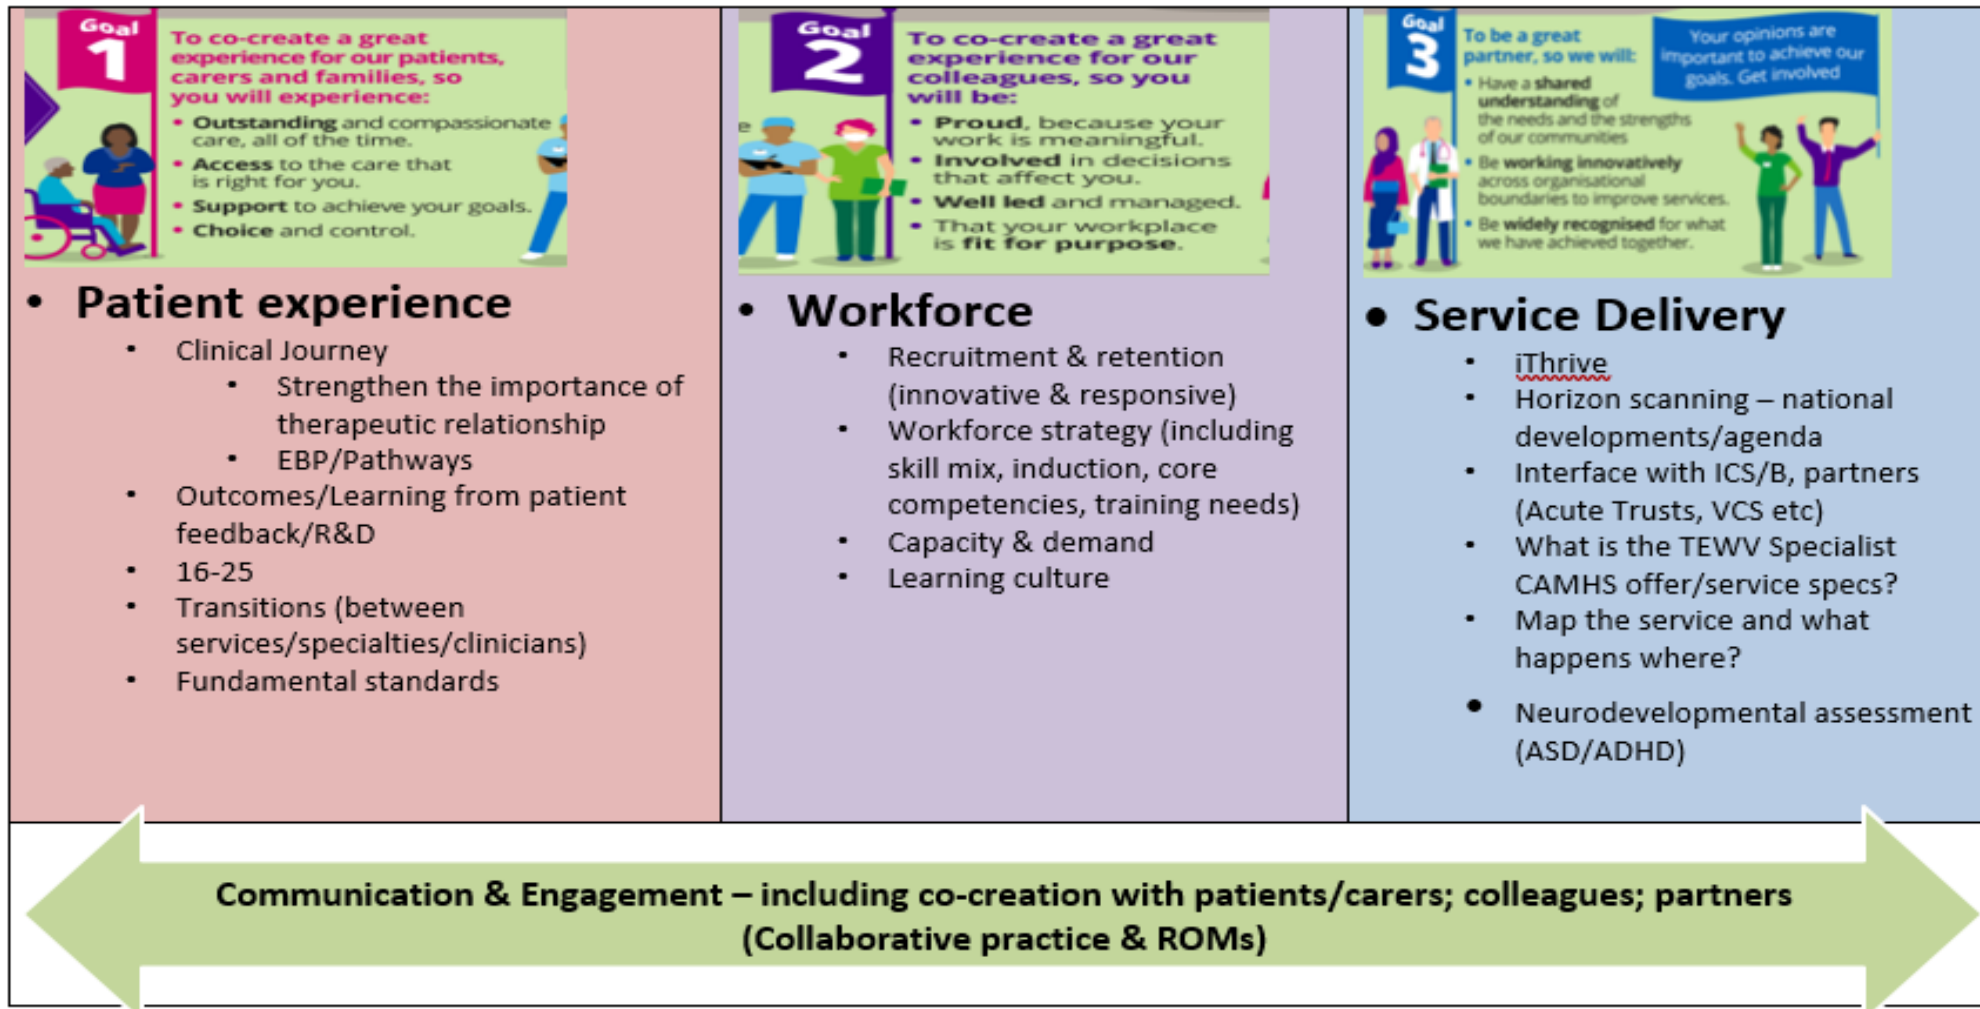 Goal
1
To co-create a great
experience for our patients,
carers and families, so
you will experience:
• Outstanding and compassionate
care, all of the time.
• Access to the care that
is right for you.
• Support to achieve your goals.
• Choice and control.
• Patient experience
• Clinical Journey
• Strengthen the importance of
therapeutic relationship
• EBP/Pathways
• Outcomes/Learning from patient
feedback/R&D
• 16-25
• Transitions (between
services/specialties/clinicians)
• Fundamental standards
e
Goal
2
To co-create a great
experience for our
colleagues, so you
will be:
• Proud, because your
work is meaningful.
• Involved in decisions
that affect you.
• Well led and managed.
• That your workplace
is fit for purpose.
• Workforce
• Recruitment & retention
(innovative & responsive)
• Workforce strategy (including
skill mix, induction, core
competencies, training needs)
• Capacity & demand
• Learning culture
Goal
3
To be a great
partner, so we will:
• Have a shared
understanding of
the needs and the strengths
of our communities
• Be working innovatively
across organisational
boundaries to improve services.
• Be widely recognised for what
we have achieved together.
Your opinions are
important to achieve our
goals. Get involved
• Service Delivery
• iThrive
• Horizon scanning – national
developments/agenda
• Interface with ICS/B, partners
(Acute Trusts, VCS etc)
• What is the TEWV Specialist
CAMHS offer/service specs?
• Map the service and what
happens where?
• Neurodevelopmental assessment
(ASD/ADHD)
Communication & Engagement – including co-creation with patients/carers; colleagues; partners
(Collaborative practice & ROMs)